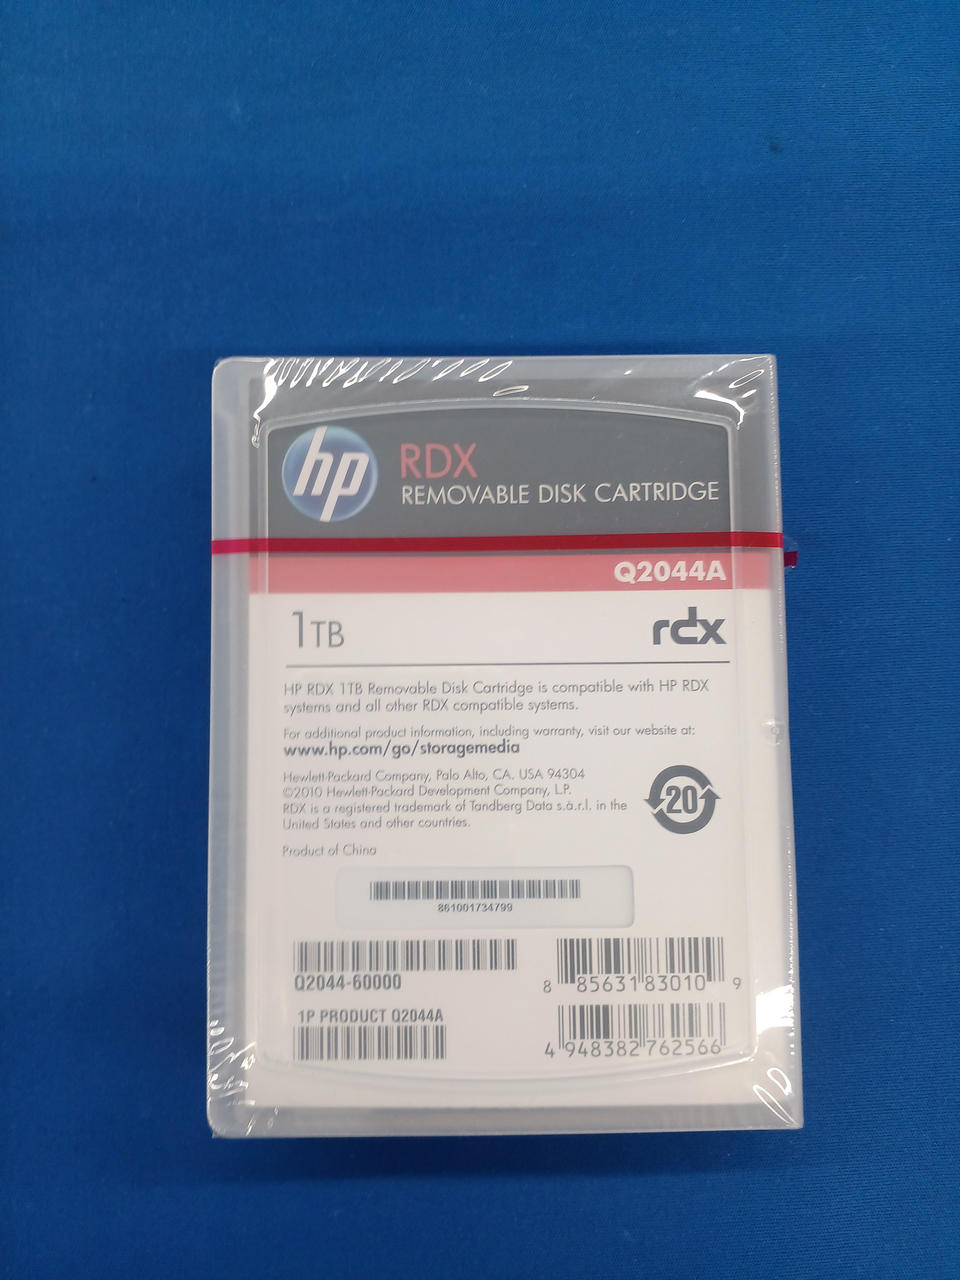 hp
RDX
REMOVABLE DISK CARTRIDGE
Q2044A
1TB
rdx
HP RDX 1TB Removable Disk Cartridge is compatible with HP RDX
systems and all other RDX compatible systems.
For additional product information, including warranty, visit our website at:
www.hp.com/go/storagemedia
Hewlett-Packard Company, Palo Alto, CA. USA 94304
©2010 Hewlett-Packard Development Company, L.P.
RDX is a registered trademark of Tandberg Data s.à.r.l. in the
United States and other countries.
20
Product of China
861001734799
Q2044-60000
8 85631 83010 9
1P PRODUCT Q2044A
4 948382 762566